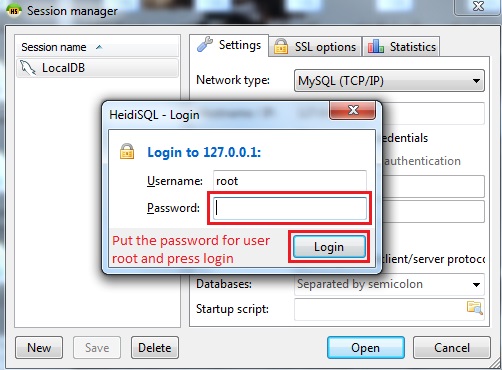 Session manager
Session name
LocalDB
Settings
SSL options
Statistics
Network type:
MySQL (TCP/IP)
HeidiSQL - Login
Login to 127.0.0.1:
Username:
root
Password:
Put the password for user
root and press login
Login
credentials
authentication
client/server protoco
Databases:
Separated by semicolon
Startup script:
New
Save
Delete
Open
Cancel